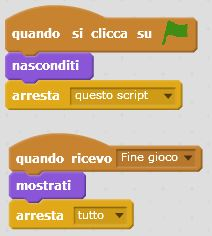 quando si clicca su
nasconditi
arresta questo script
quando ricevo Fine gioco
mostrati
arresta tutto